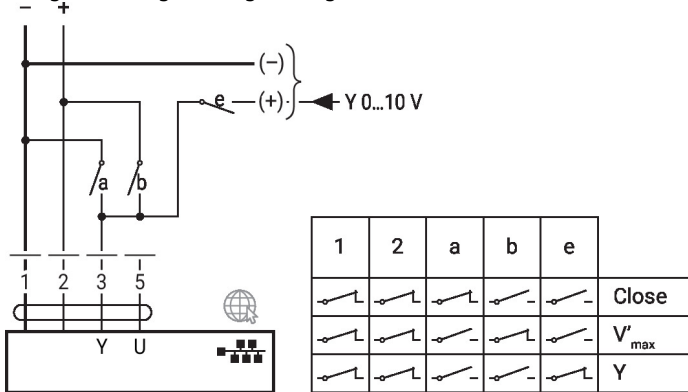 − +
(−)
e (+) Y 0...10 V
a b
1 2 3 5
Y U
1 2 a b e
Close
V'max
Y